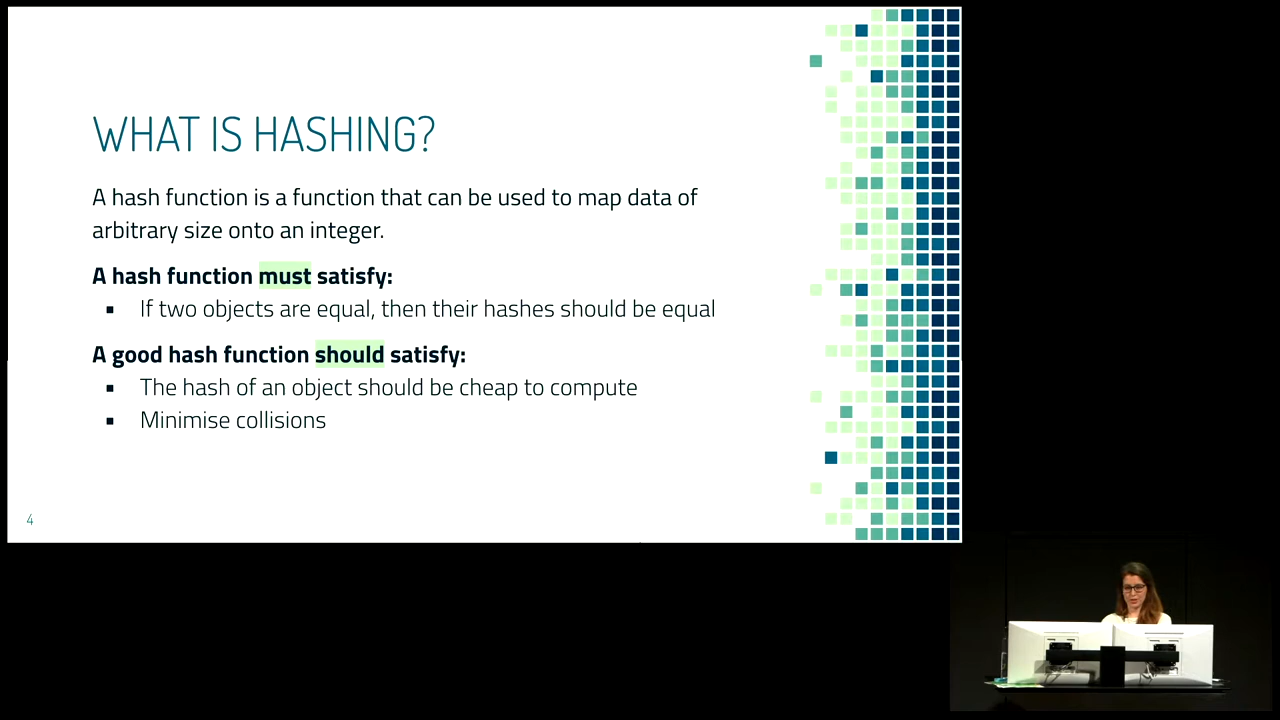 WHAT IS HASHING?
A hash function is a function that can be used to map data of
arbitrary size onto an integer.
A hash function must satisfy:
▪ If two objects are equal, then their hashes should be equal
A good hash function should satisfy:
▪ The hash of an object should be cheap to compute
▪ Minimise collisions
4